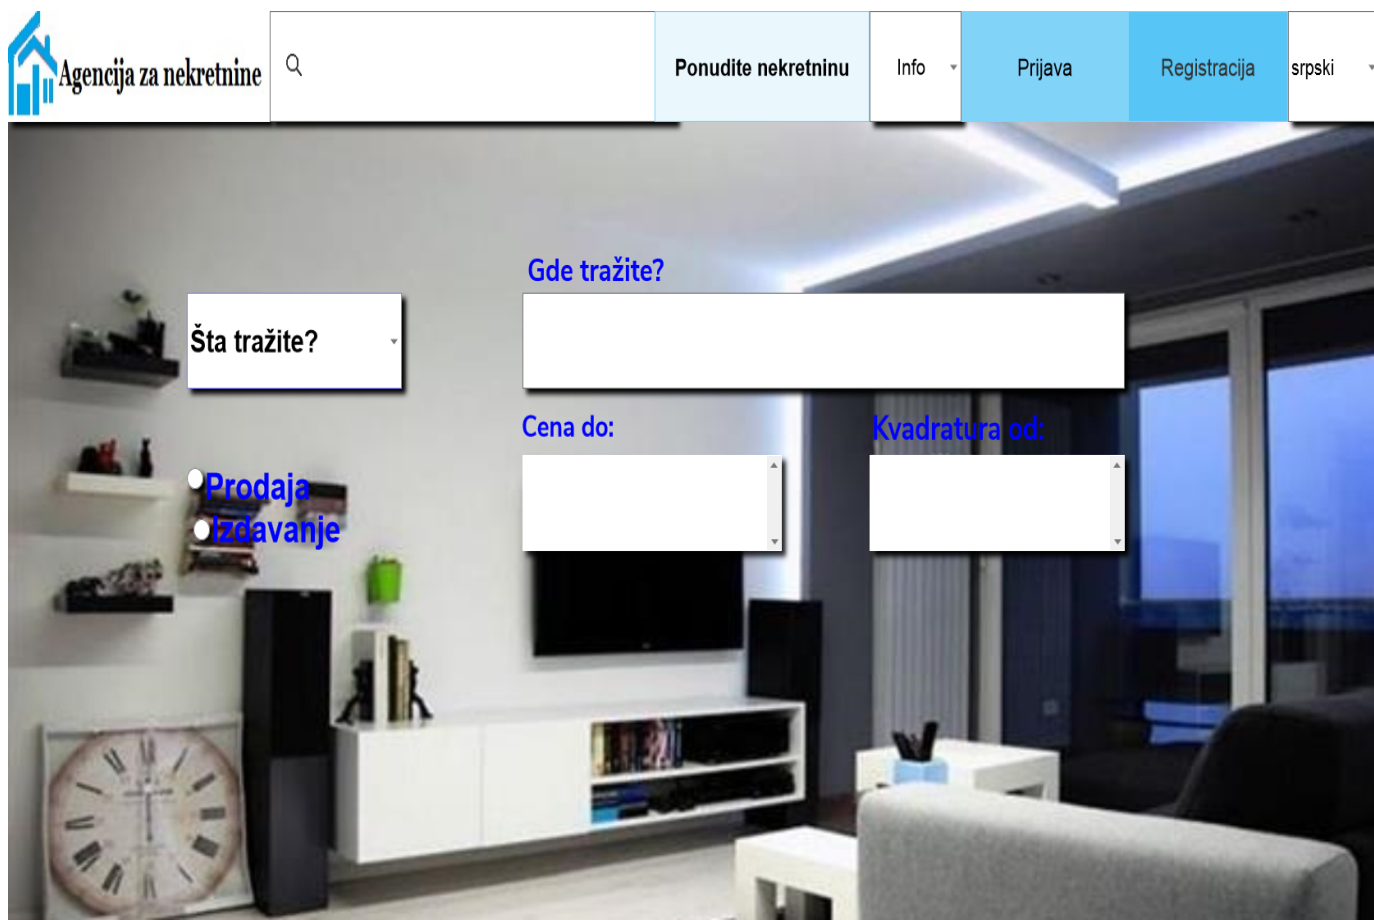 Agencija za nekretnine
Ponudite nekretninu
Info
Prijava
Registracija
srpski
Gde tražite?
Šta tražite?
Cena do:
Kvadratura od:
Prodaja
Izdavanje